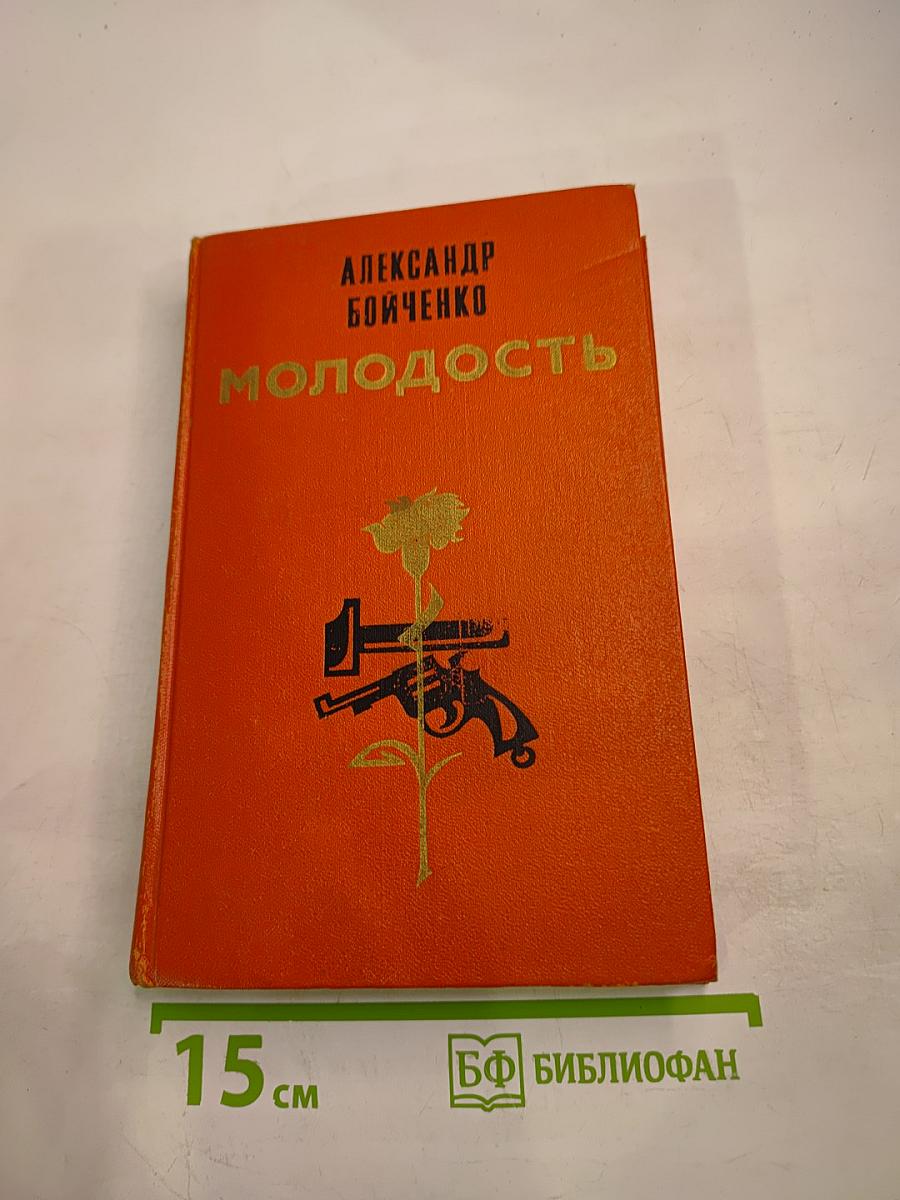 АЛЕКСАНДР
БОЙЧЕНКО
МОЛОДОСТЬ
15 см
БФ БИБЛИОФАН